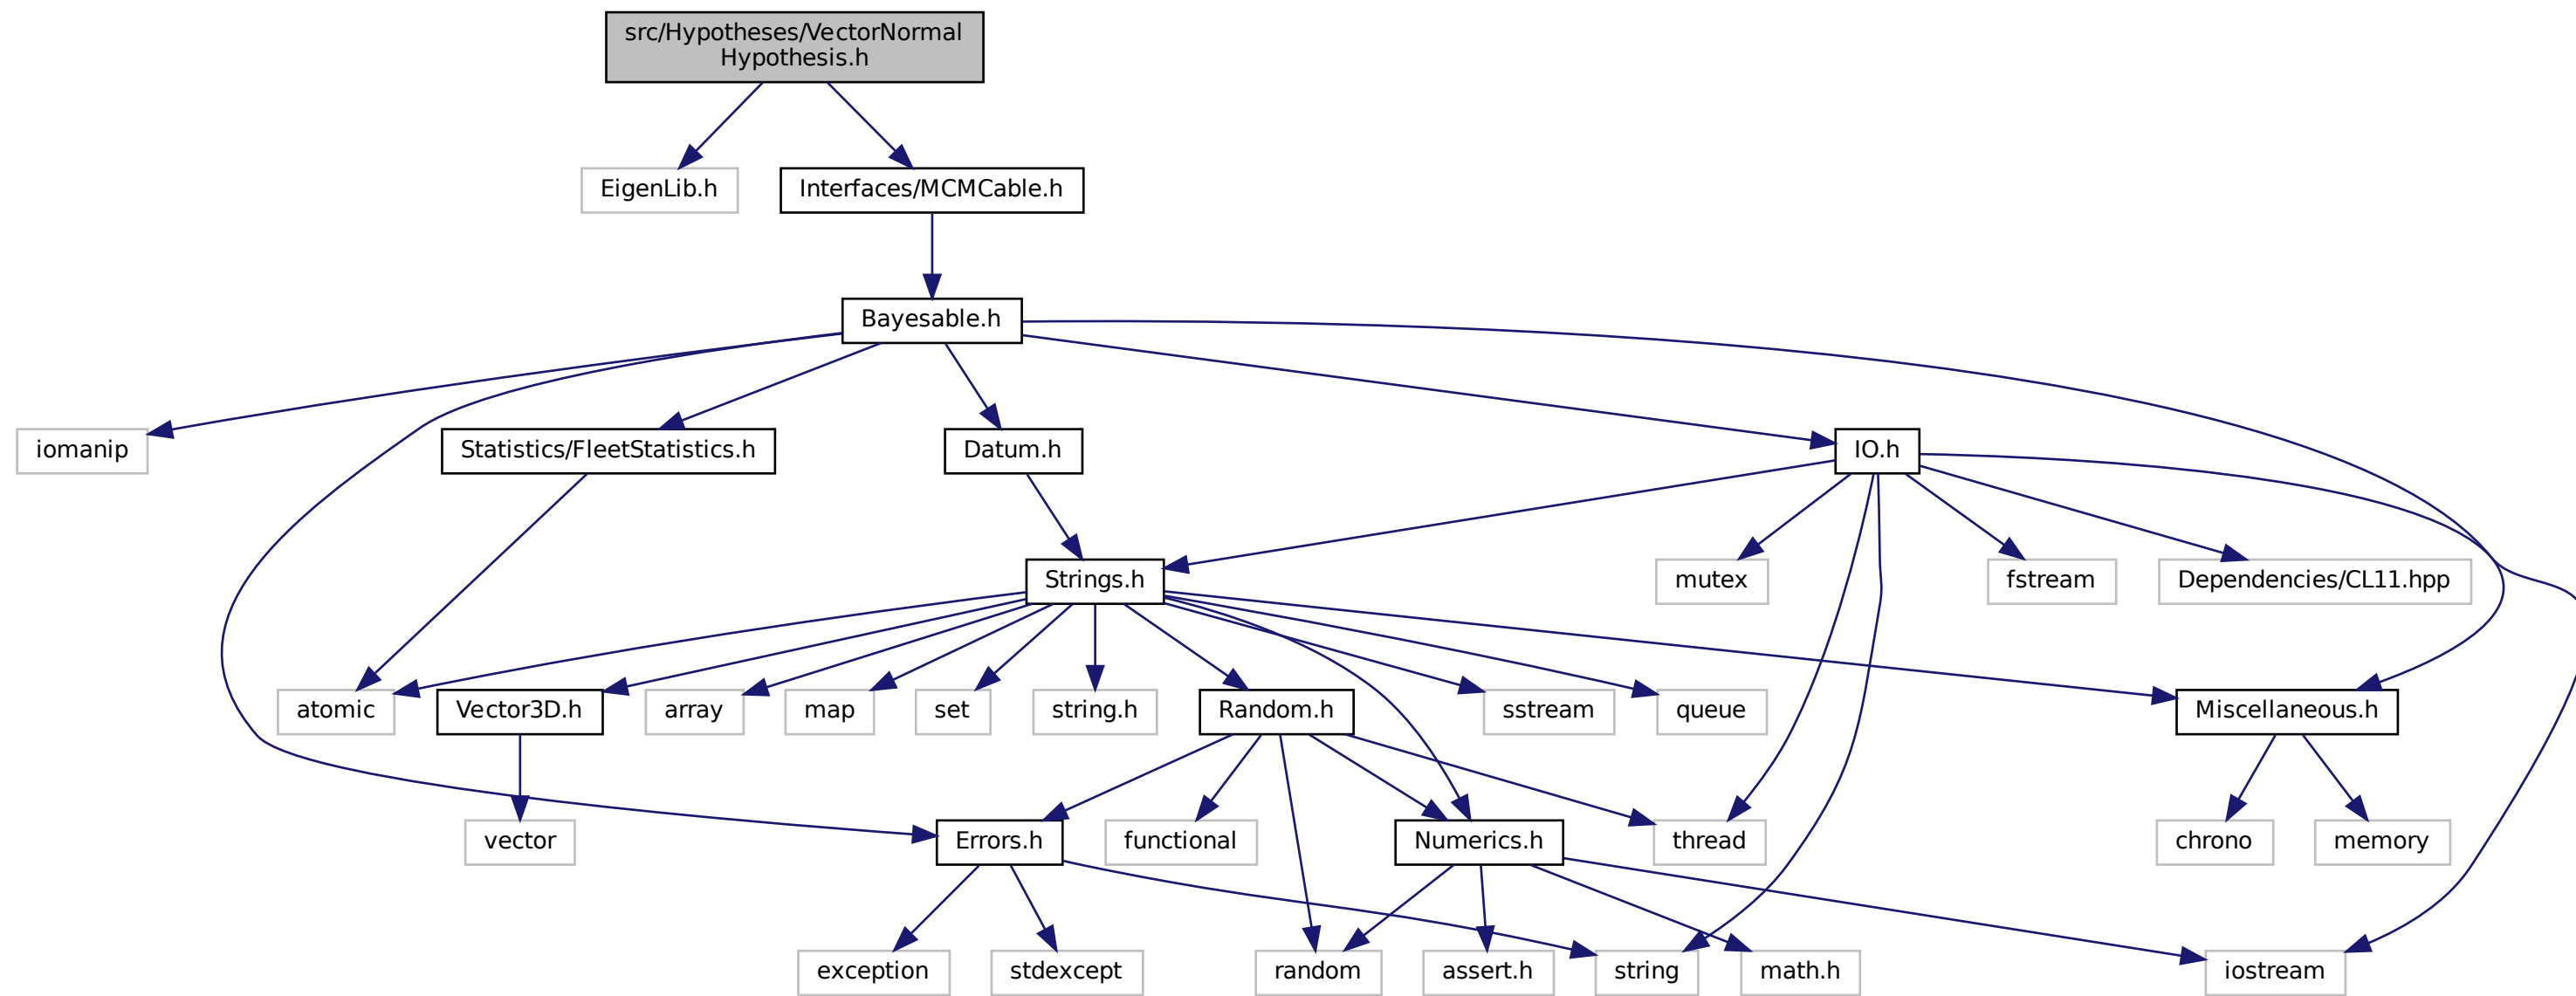 src/Hypotheses/VectorNormal
Hypothesis.h
EigenLib.h
Interfaces/MCMCable.h
Bayesable.h
iomanip
Statistics/FleetStatistics.h
Datum.h
IO.h
Strings.h
mutex
fstream
Dependencies/CL11.hpp
atomic
Vector3D.h
array
map
set
string.h
Random.h
sstream
queue
Miscellaneous.h
vector
Errors.h
functional
Numerics.h
thread
chrono
memory
exception
stdexcept
random
assert.h
string
math.h
iostream